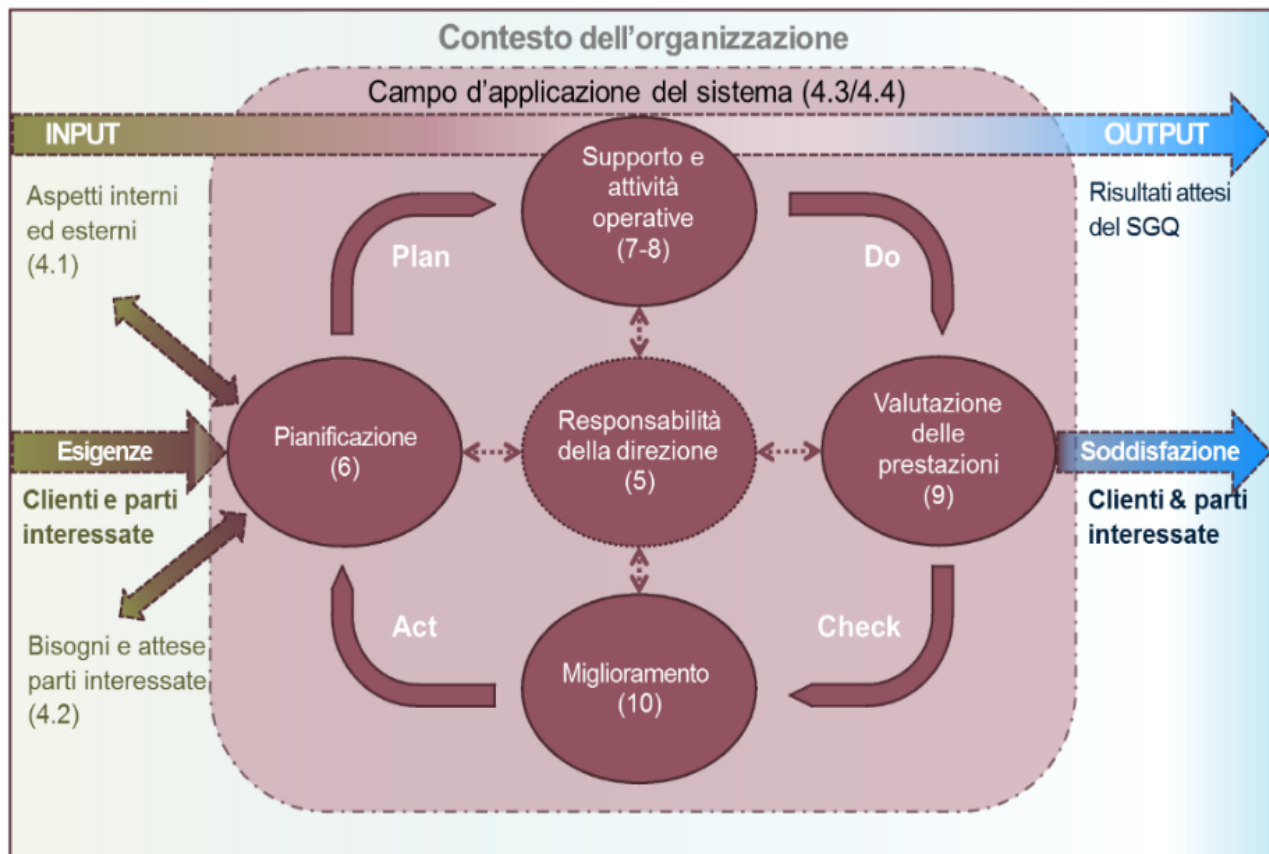 Contesto dell'organizzazione
Campo d'applicazione del sistema (4.3/4.4)
INPUT
OUTPUT
Aspetti interni
ed esterni
(4.1)
Supporto e
attività
operative
(7-8)
Risultati attesi
del SGQ
Plan
Do
Esigenze
Clienti e parti
interessate
Pianificazione
(6)
Responsabilità
della direzione
(5)
Valutazione
delle
prestazioni
(9)
Soddisfazione
Clienti & parti
interessate
Act
Check
Bisogni e attese
parti interessate
(4.2)
Miglioramento
(10)